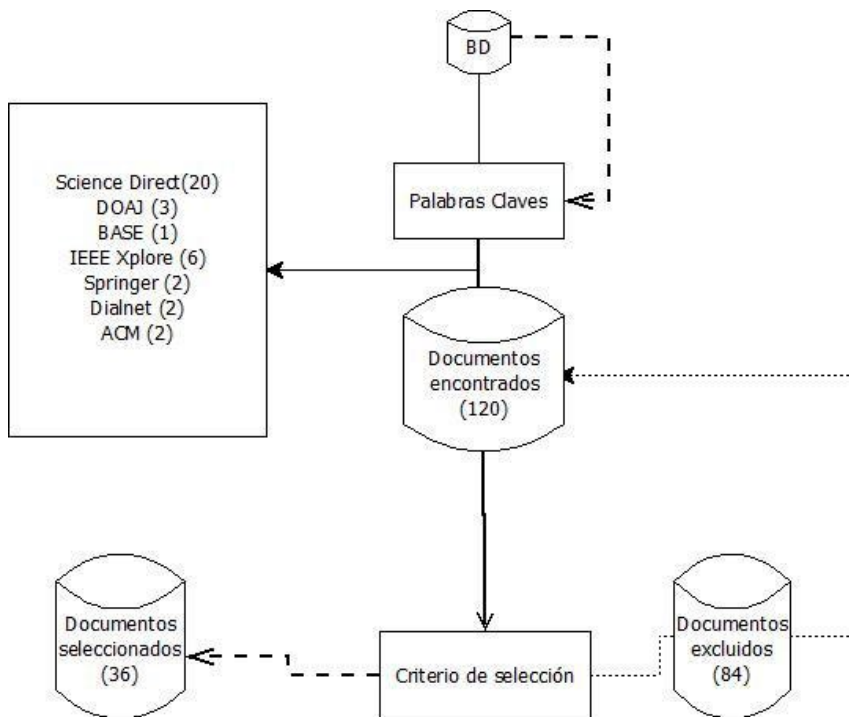 BD
Palabras Claves
Science Direct(20)
DOAJ (3)
BASE (1)
IEEE Xplore (6)
Springer (2)
Dialnet (2)
ACM (2)
Documentos
encontrados
(120)
Documentos
seleccionados
(36)
Criterio de selección
Documentos
excluidos
(84)